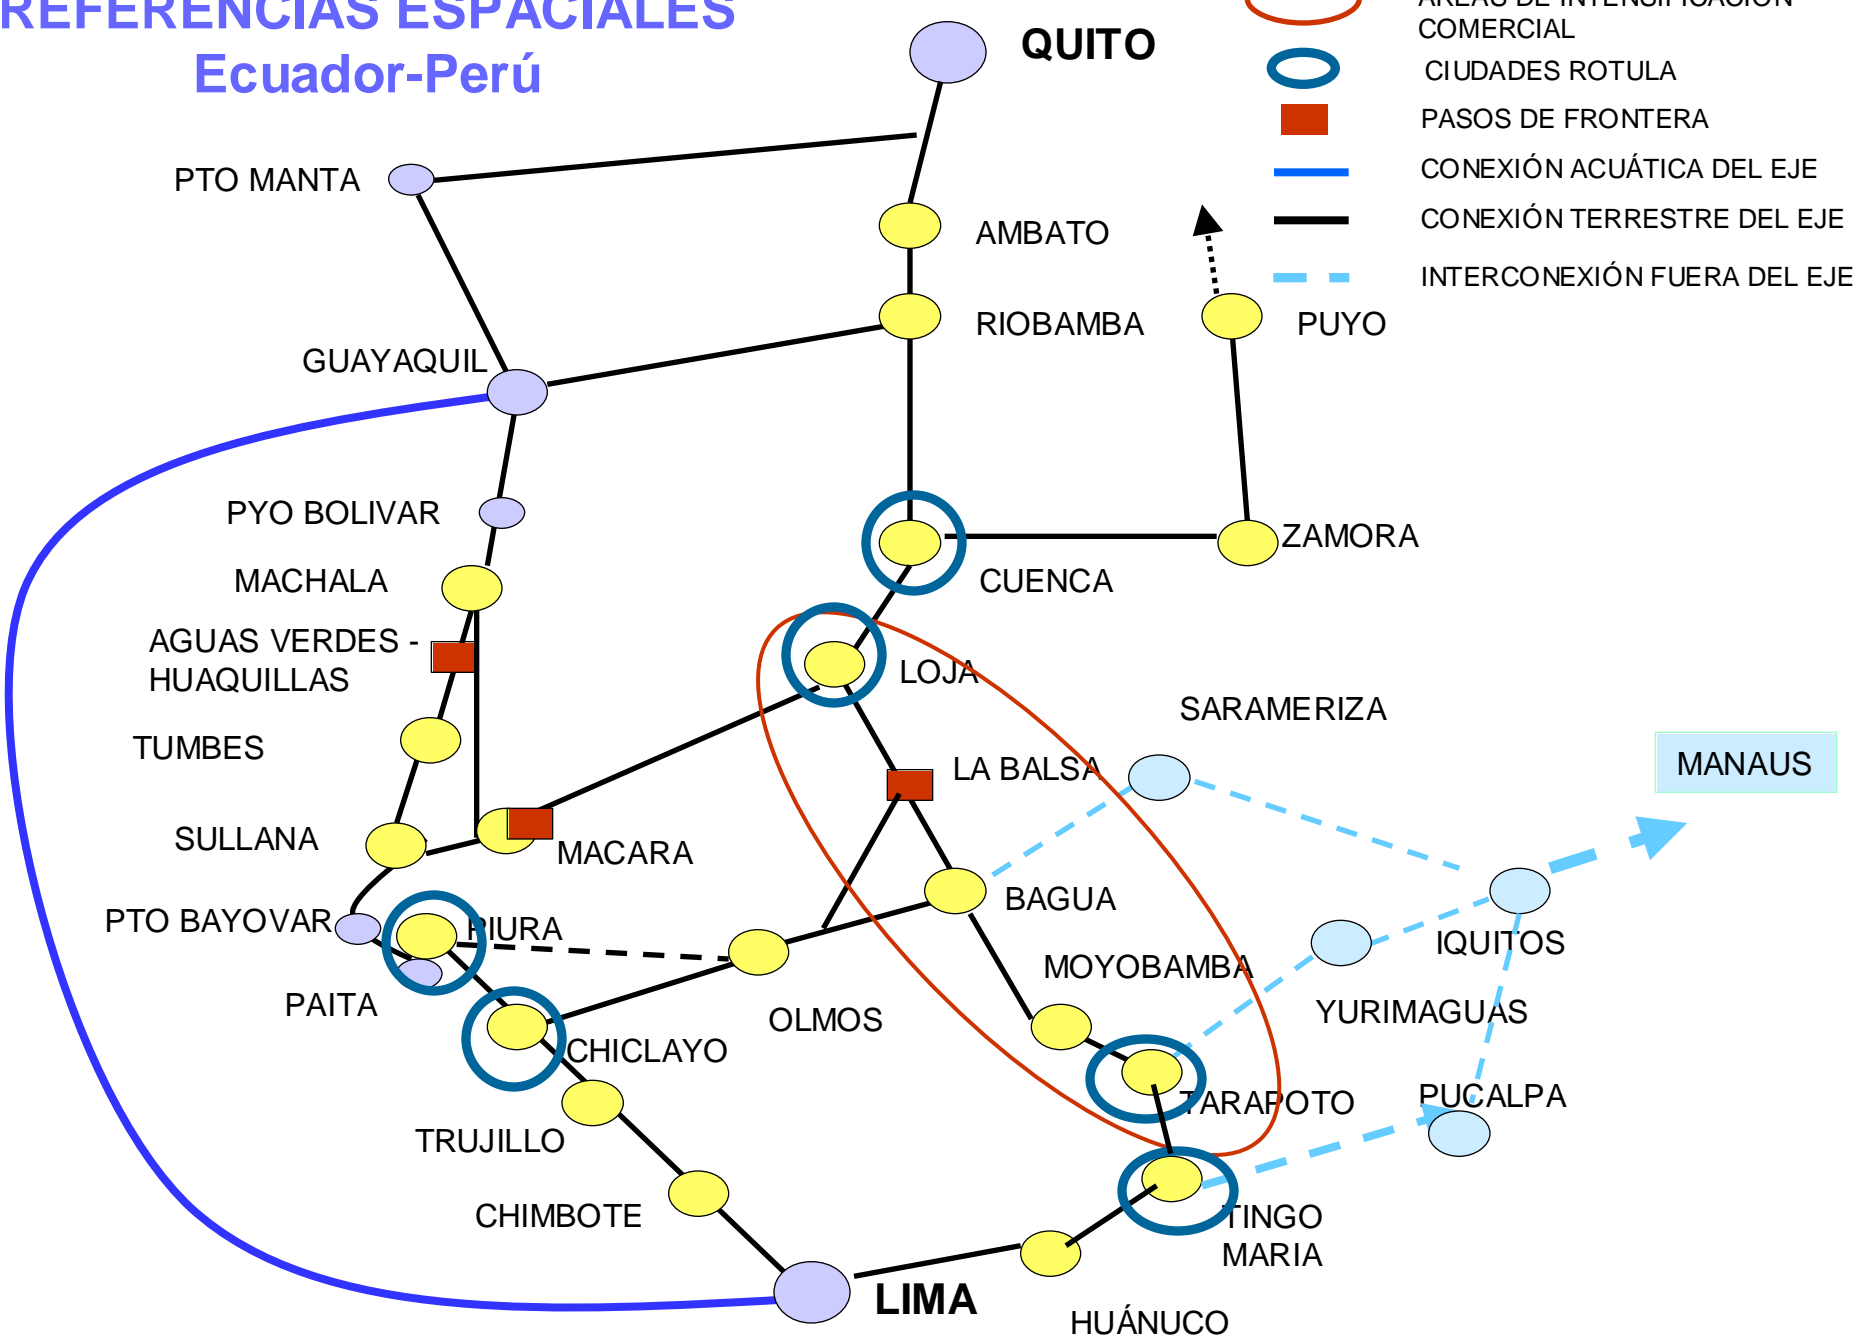 REFERENCIAS ESPACIALES
Ecuador-Perú
ÁREAS DE INTENSIFICACIÓN
COMERCIAL
CIUDADES ROTULA
PASOS DE FRONTERA
CONEXIÓN ACUÁTICA DEL EJE
CONEXIÓN TERRESTRE DEL EJE
INTERCONEXIÓN FUERA DEL EJE
QUITO
PTO MANTA
AMBATO
RIOBAMBA
PUYO
GUAYAQUIL
PYO BOLIVAR
ZAMORA
MACHALA
CUENCA
AGUAS VERDES -
HUAQUILLAS
LOJA
SARAMERIZA
TUMBES
LA BALSA
MANAUS
SULLANA
MACARA
BAGUA
PTO BAYOVAR
PIURA
IQUITOS
MOYOBAMBA
PAITA
OLMOS
YURIMAGUAS
CHICLAYO
TARAPOTO
PUCALPA
TRUJILLO
CHIMBOTE
TINGO
MARIA
LIMA
HUÁNUCO